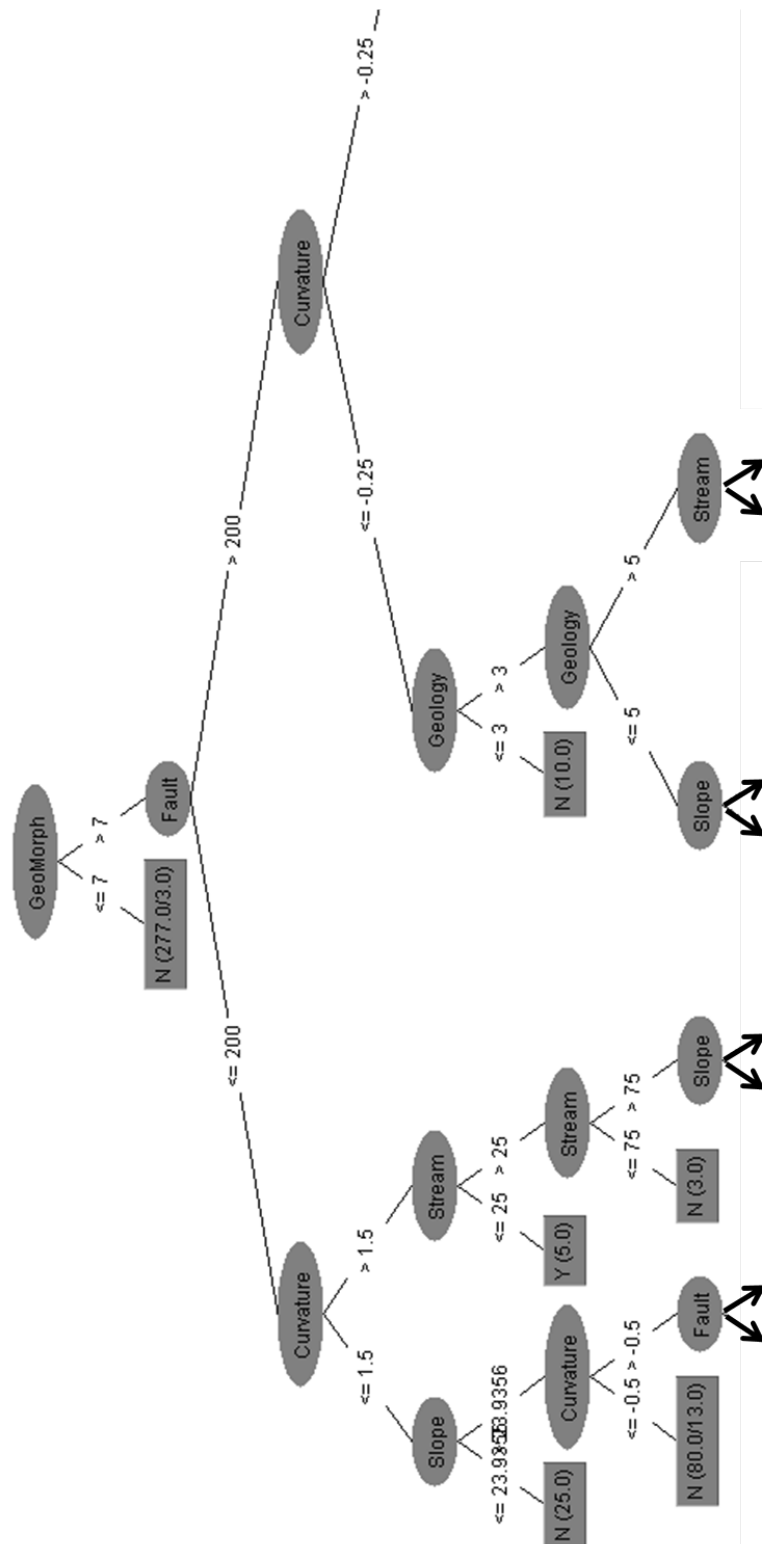 GeoMorph
<= 7
> 7
N (277.0/3.0)
Fault
<= 200
> 200
Curvature
Curvature
<= 1.5
> 1.5
<= -0.25
> -0.25
Slope
Stream
Geology
<= 23.9356
> 23.9356
<= 25
> 25
<= 3
> 3
N (25.0)
Curvature
Y (5.0)
Stream
N (10.0)
Geology
<= -0.5
> -0.5
<= 75
> 75
<= 5
> 5
N (80.0/13.0)
Fault
N (3.0)
Slope
Slope
Stream